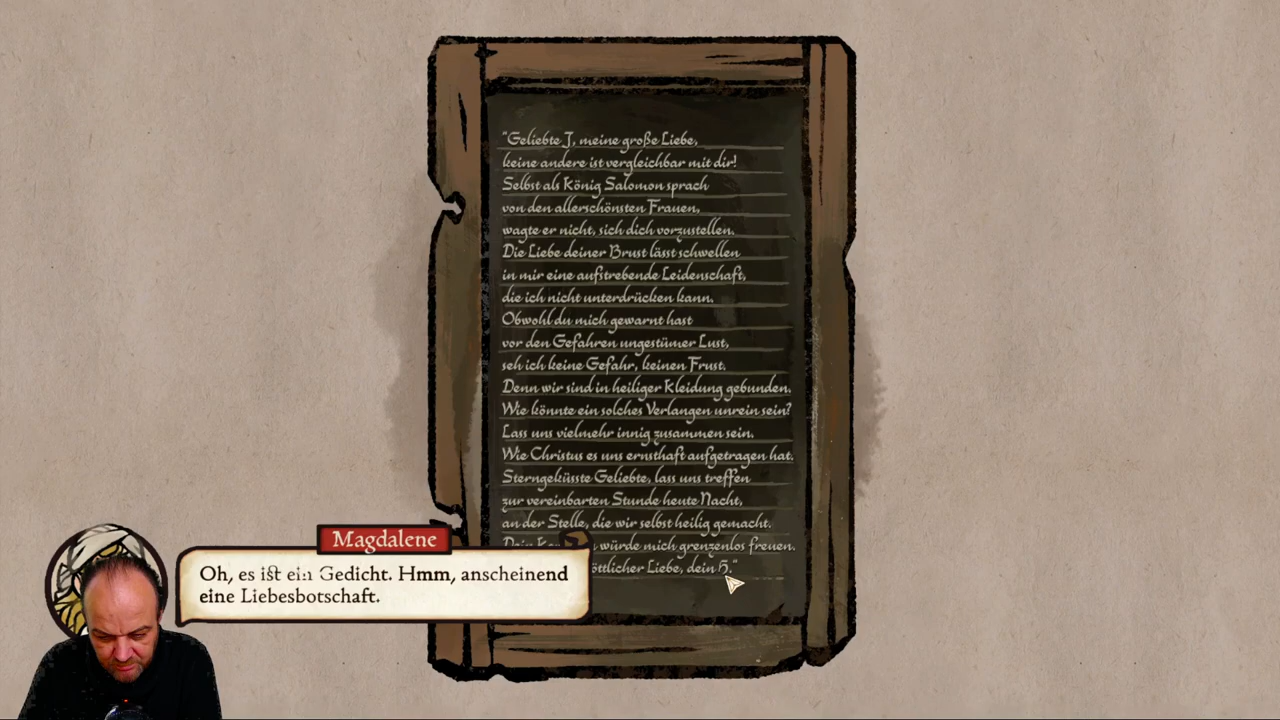 "Geliebte J, meine große Liebe,
keine andere ist vergleichbar mit dir!
Selbst als König Salomon sprach
von den allerschönsten Frauen,
wagte er nicht, sich dich vorzustellen.
Die Liebe deiner Brust lässt schwellen
in mir eine aufstrebende Leidenschaft,
die ich nicht unterdrücken kann.
Obwohl du mich gewarnt hast
vor den Gefahren ungestümer Lust,
seh ich keine Gefahr, keinen Frust.
Denn wir sind in heiliger Kleidung gebunden.
Wie könnte ein solches Verlangen unrein sein?
Lass uns vielmehr innig zusammen sein.
Wie Christus es uns ernsthaft aufgetragen hat.
Sterngeküsste Geliebte, lass uns treffen
zur vereinbarten Stunde heute Nacht,
an der Stelle, die wir selbst heilig gemacht.
würde mich grenzenlos freuen.
Liebe, dein H."
Magdalene
Oh, es ist ein Gedicht. Hmm, anscheinend
eine Liebesbotschaft.